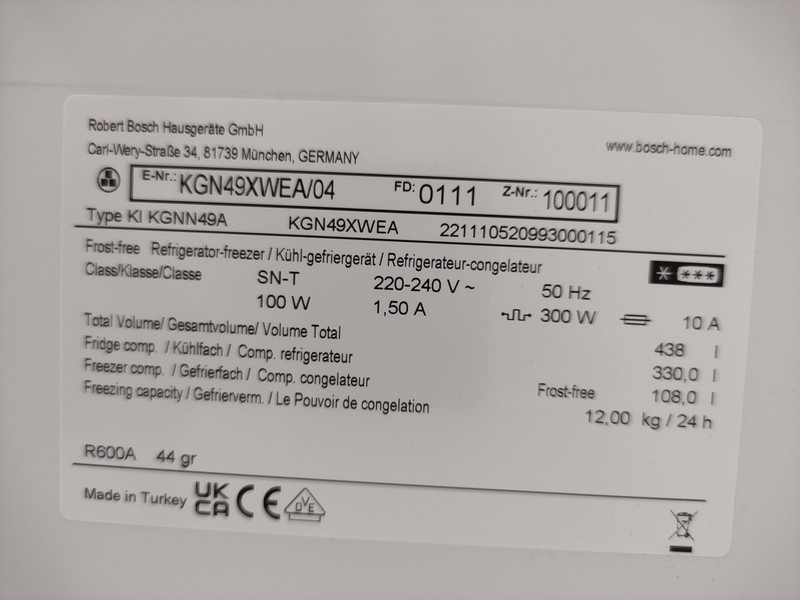 Robert Bosch Hausgeräte GmbH
Carl-Wery-Straße 34, 81739 München, GERMANY
www.bosch-home.com
E-Nr.: KGN49XWEA/04 FD: 0111 Z-Nr.: 100011
Type KI KGNN49A KGN49XWEA 221110520993000115
Frost-free Refrigerator-freezer / Kühl-gefriergerät / Refrigerateur-congelateur
Class/Klasse/Classe SN-T 220-240 V ~ 50 Hz
100 W 1,50 A 300 W 10 A
Total Volume/ Gesamtvolume/ Volume Total 438 l
Fridge comp. / Kühlfach / Comp. refrigerateur 330,0 l
Freezer comp. / Gefrierfach / Comp. congelateur Frost-free 108,0 l
Freezing capacity / Gefrierverm. / Le Pouvoir de congelation 12,00 kg / 24 h
R600A 44 gr
Made in Turkey UK CA CE DVE